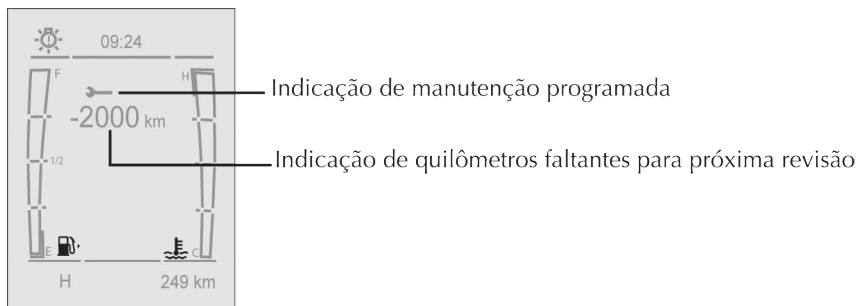 09:24
F
H
Indicação de manutenção programada
-2000 km
1/2
Indicação de quilômetros faltantes para próxima revisão
E
C
H
249 km